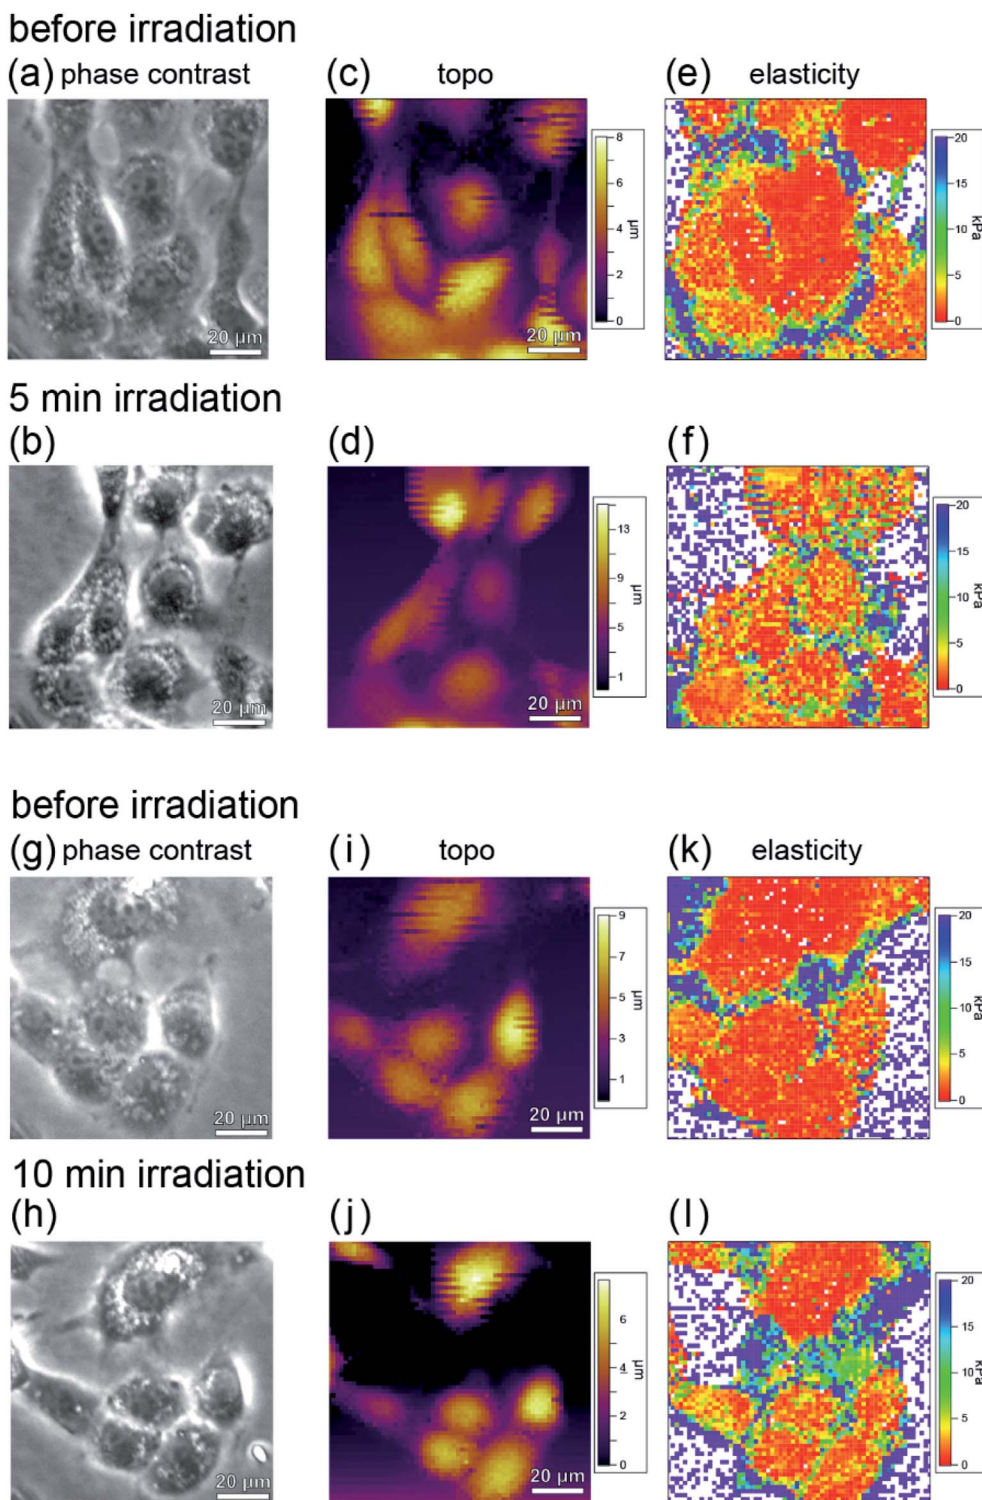 before irradiation
(a) phase contrast
(c) topo
(e) elasticity
20 µm
20 µm
8
6
4
2
0
µm
20
15
10
5
0
kPa
5 min irradiation
(b)
(d)
(f)
20 µm
20 µm
13
9
5
1
µm
20
15
10
5
0
kPa
before irradiation
(g) phase contrast
(i) topo
(k) elasticity
20 µm
20 µm
9
7
5
3
1
µm
20
15
10
5
0
kPa
10 min irradiation
(h)
(j)
(l)
20 µm
20 µm
6
4
2
0
µm
20
15
10
5
0
kPa